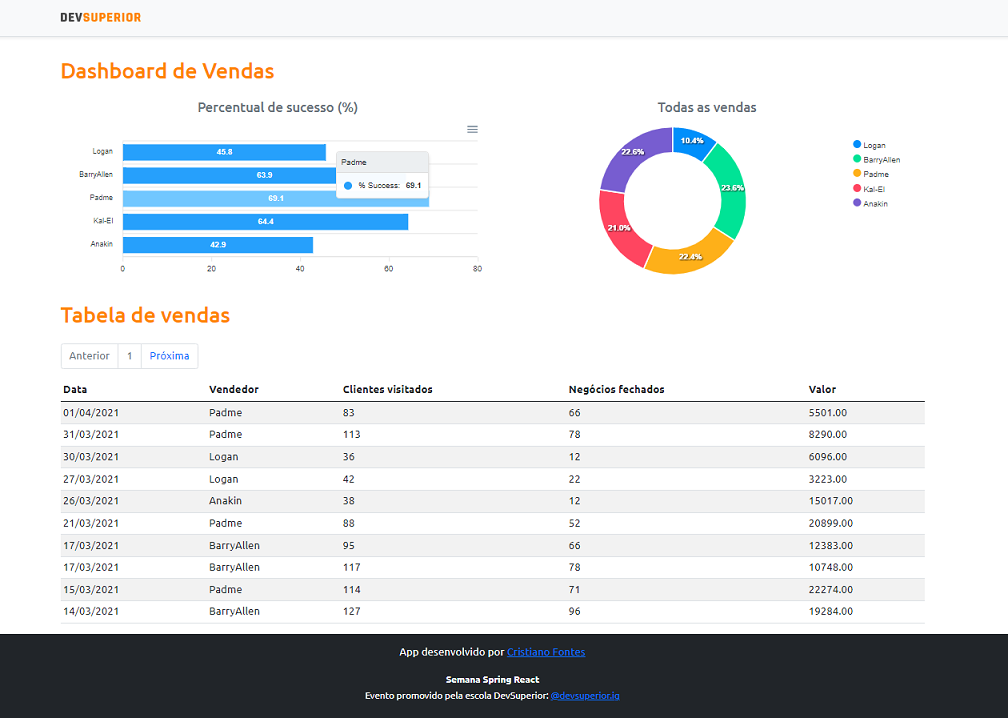 DEVSUPERIOR
Dashboard de Vendas
Percentual de sucesso (%)
Logan 45.8
BarryAllen 63.9
Padme 69.1
Kal-El 64.4
Anakin 42.9
0 20 40 60 80
Padme
% Success: 69.1
Todas as vendas
10.4%
23.6%
22.4%
21.0%
22.6%
Logan
BarryAllen
Padme
Kal-El
Anakin
Tabela de vendas
Anterior 1 Próxima
Data Vendedor Clientes visitados Negócios fechados Valor
01/04/2021 Padme 83 66 5501.00
31/03/2021 Padme 113 78 8290.00
30/03/2021 Logan 36 12 6096.00
27/03/2021 Logan 42 22 3223.00
26/03/2021 Anakin 38 12 15017.00
21/03/2021 Padme 88 52 20899.00
17/03/2021 BarryAllen 95 66 12383.00
17/03/2021 BarryAllen 117 78 10748.00
15/03/2021 Padme 114 71 22274.00
14/03/2021 BarryAllen 127 96 19284.00
App desenvolvido por Cristiano Fontes
Semana Spring React
Evento promovido pela escola DevSuperior: @devsuperior.ig